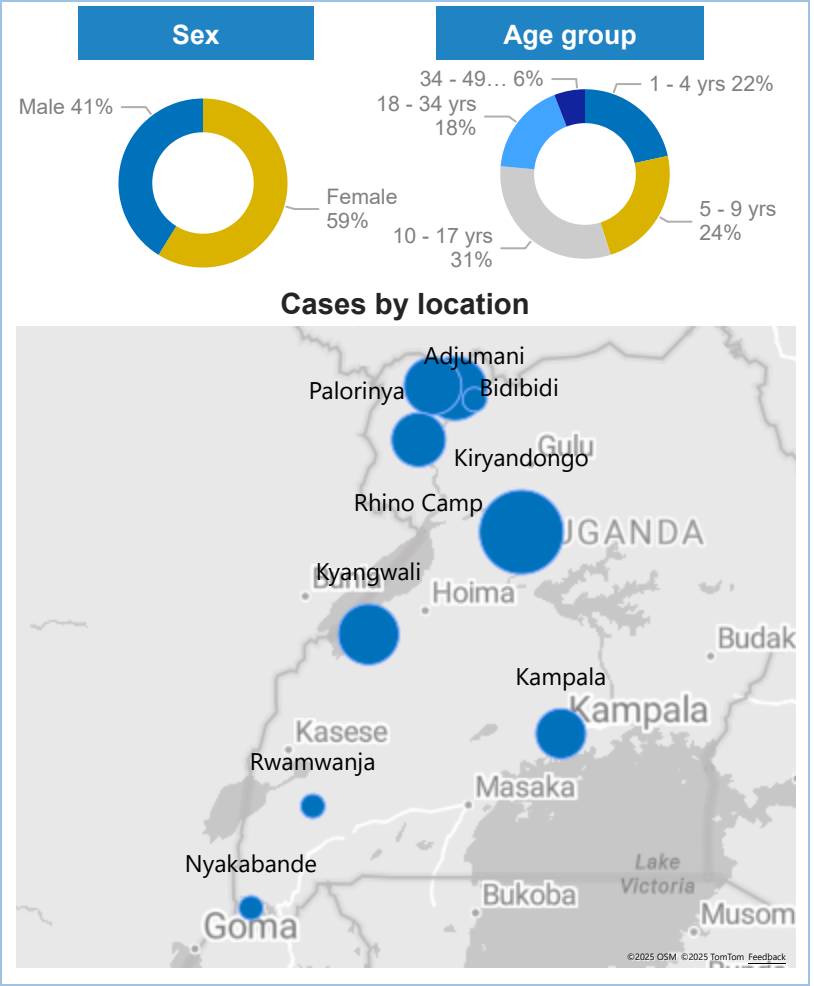 Sex
Age group
Male 41%
Female
59%
34 - 49… 6%
1 - 4 yrs 22%
18 - 34 yrs
18%
5 - 9 yrs
24%
10 - 17 yrs
31%
Cases by location
Adjumani
Palorinya
Bidibidi
Gulu
Kiryandongo
Rhino Camp
UGANDA
Kyangwali
Bunia
Hoima
Budak
Kampala
Kampala
Kasese
Rwamwanja
Masaka
Nyakabande
Lake
Victoria
Bukoba
Goma
Musom
©2025 OSM ©2025 TomTom Feedback